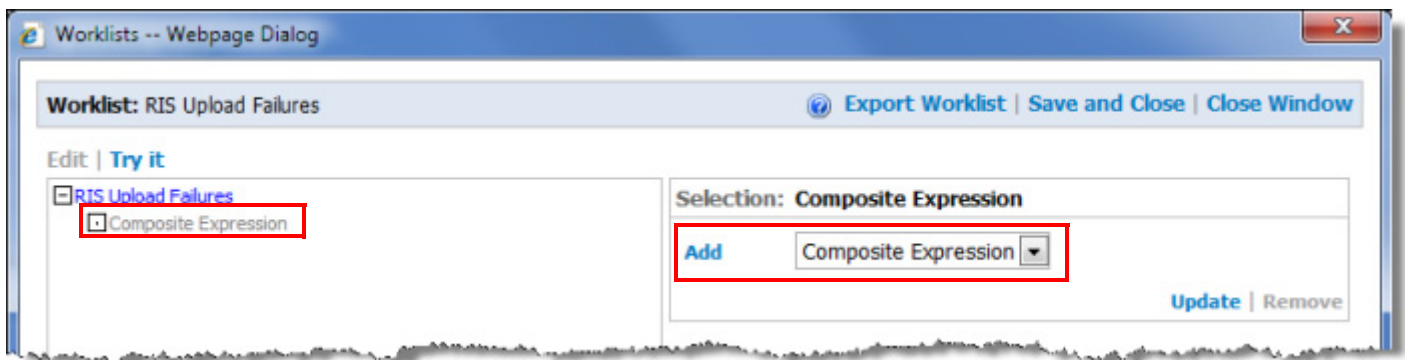 Worklists -- Webpage Dialog
Worklist: RIS Upload Failures
Export Worklist | Save and Close | Close Window
Edit | Try it
RIS Upload Failures
Composite Expression
Selection: Composite Expression
Add Composite Expression
Update | Remove